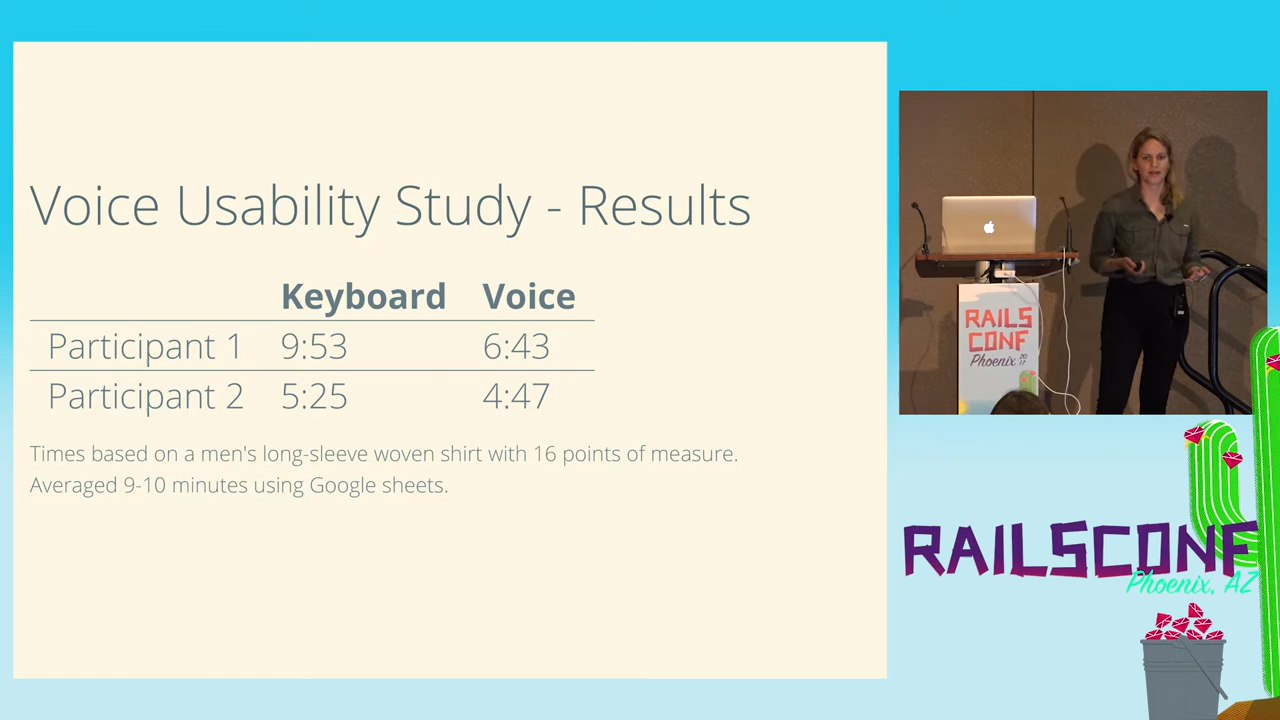 Voice Usability Study - Results
Keyboard Voice
Participant 1 9:53 6:43
Participant 2 5:25 4:47
Times based on a men's long-sleeve woven shirt with 16 points of measure.
Averaged 9-10 minutes using Google sheets.
RAILS
CONF
Phoenix 20
17
RAILSCONF
Phoenix, AZ